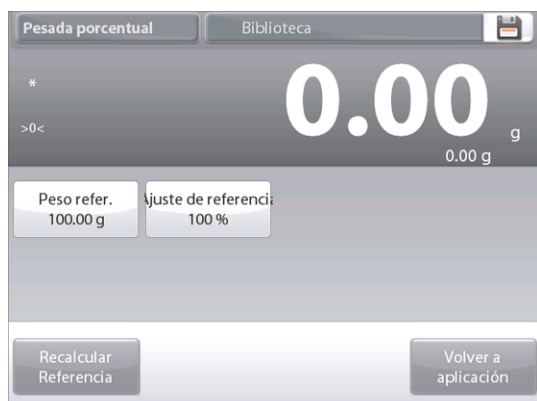 Pesada porcentual
Biblioteca
*
0.00
>0<
g
0.00 g
Peso refer.
100.00 g
Ajuste de referencia
100 %
Recalcular
Referencia
Volver a
aplicación